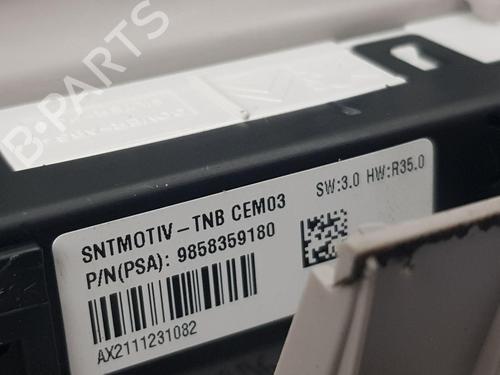 B-PARTS
SNTMOTIV-TNB CEM03
SW:3.0 HW:R35.0
P/N(PSA): 9858359180
AX2111231082